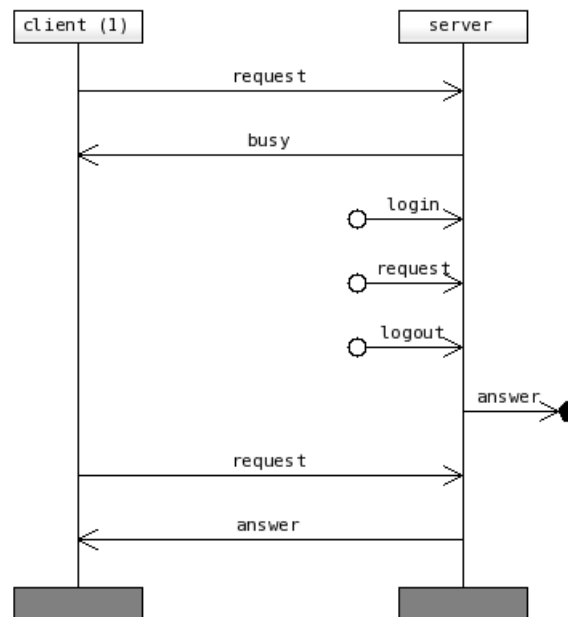 client (1)
server
request
busy
login
request
logout
answer
request
answer